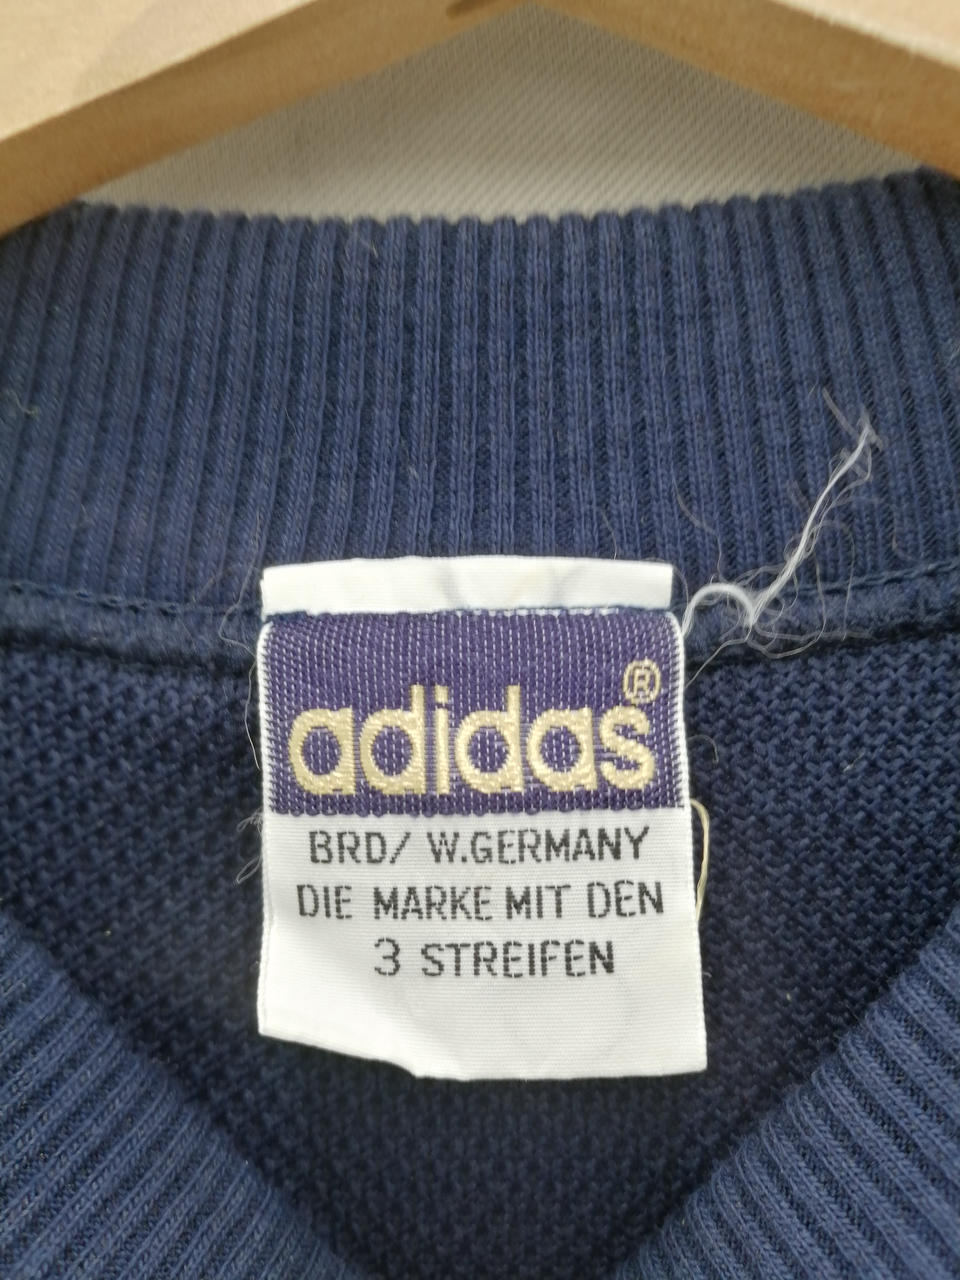 adidas®
BRD/ W.GERMANY
DIE MARKE MIT DEN
3 STREIFEN